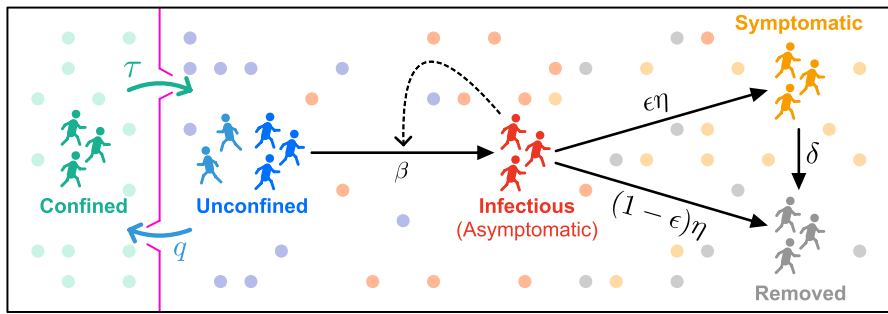 Symptomatic
τ
ϵη
β
δ
Confined
Unconfined
Infectious
(Asymptomatic)
(1 − ϵ)η
q
Removed